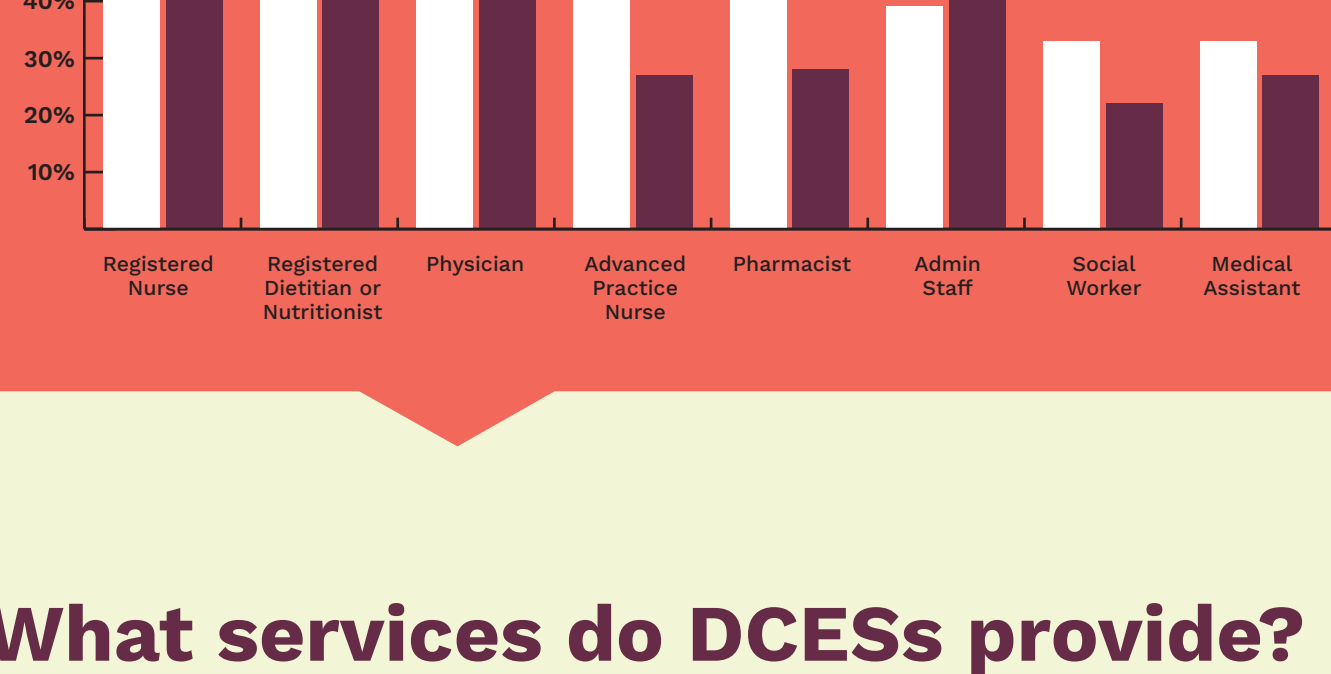 40%
30%
20%
10%
Registered
Nurse
Registered
Dietitian or
Nutritionist
Physician
Advanced
Practice
Nurse
Pharmacist
Admin
Staff
Social
Worker
Medical
Assistant
What services do DCESs provide?